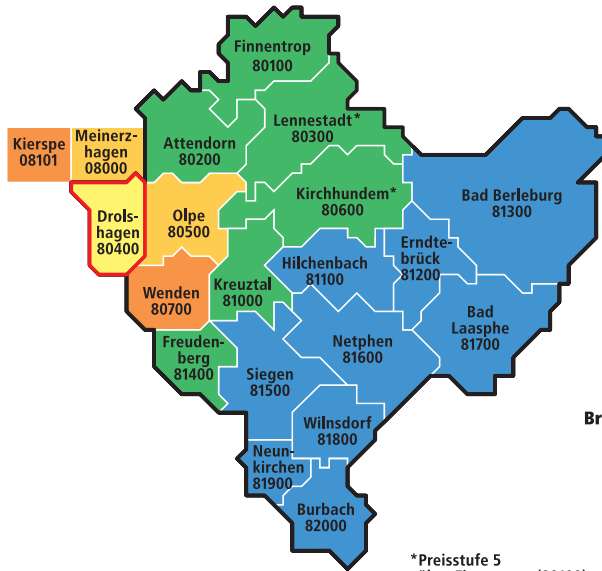 Finnentrop
80100
Lennestadt*
80300
Attendorn
80200
Kierspe
08101
Meinerz-
hagen
08000
Kirchhundem*
80600
Bad Berleburg
81300
Drols-
hagen
80400
Olpe
80500
Erndte-
brück
81200
Hilchenbach
81100
Wenden
80700
Kreuztal
81000
Bad
Laasphe
81700
Netphen
81600
Freuden-
berg
81400
Siegen
81500
Wilnsdorf
81800
Br
Neun-
kirchen
81900
Burbach
82000
*Preisstufe 5